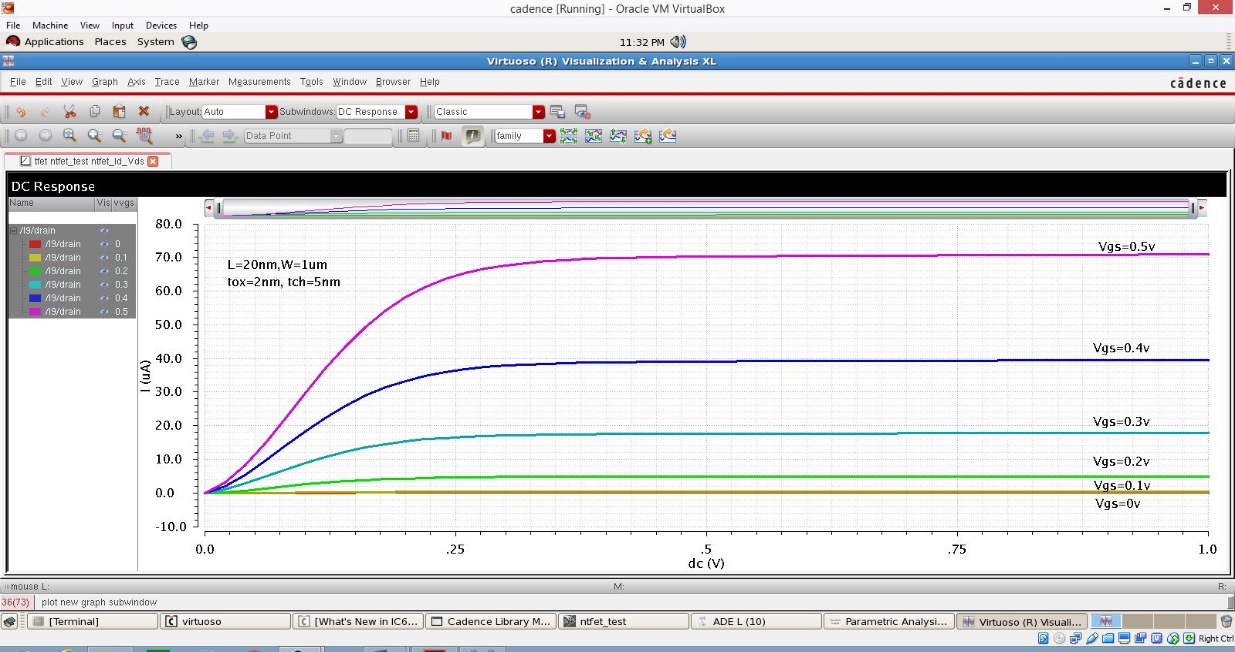 cadence [Running] - Oracle VM VirtualBox
File Machine View Input Devices Help
Applications Places System 11:32 PM
Virtuoso (R) Visualization & Analysis XL
File Edit View Graph Axis Trace Marker Measurements Tools Window Browser Help cādence
Layout: Auto Subwindows: DC Response Classic
» Data Point family
tfet ntfet_test ntfet_Id_Vds
DC Response
Name Vis vvgs
/I9/drain
/I9/drain 0
/I9/drain 0.1
/I9/drain 0.2
/I9/drain 0.3
/I9/drain 0.4
/I9/drain 0.5
I (uA)
80.0
70.0
60.0
50.0
40.0
30.0
20.0
10.0
0.0
-10.0
L=20nm,W=1um
tox=2nm, tch=5nm
Vgs=0.5v
Vgs=0.4v
Vgs=0.3v
Vgs=0.2v
Vgs=0.1v
Vgs=0v
0.0 .25 .5 .75 1.0
dc (V)
mouse L: M: R:
36(73) plot new graph subwindow
[Terminal] virtuoso [What's New in IC6... Cadence Library M... ntfet_test ADE L (10) Parametric Analysi... Virtuoso (R) Visuali...
Right Ctrl